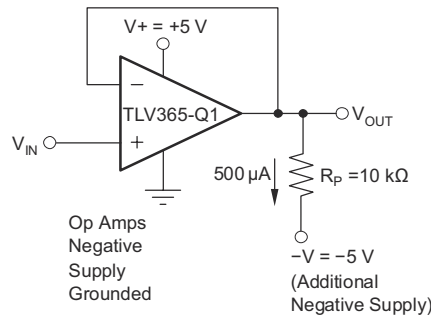 V+ = +5 V
−
TLV365-Q1
+
V_IN
V_OUT
500 µA
R_P =10 kΩ
Op Amps
Negative
Supply
Grounded
−V = −5 V
(Additional
Negative Supply)